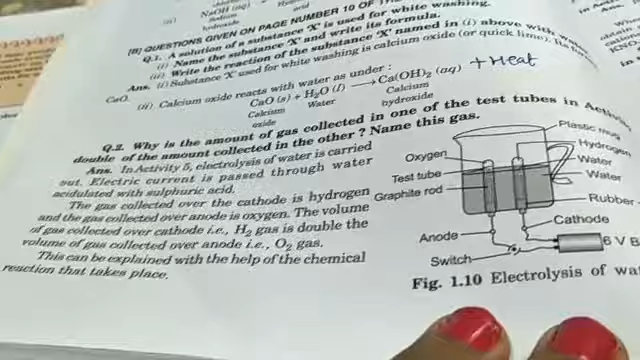 NaOH (aq) +
Sodium
hydroxide
(ii)
[B] QUESTIONS GIVEN ON PAGE NUMBER 10 OF
Q.1. A solution of a substance 'X' is used for white washing.
(i) Name the substance 'X' and write its formula.
(ii) Write the reaction of the substance 'X' named in (i) above with
Ans. (i) Substance 'X' used for white washing is calcium oxide (or quick lime). Its
CaO.
(ii) Calcium oxide reacts with water as under :
CaO (s) + H₂O (l) ⟶ Ca(OH)₂ (aq) + Heat
Calcium Water Calcium
oxide hydroxide
Q.2. Why is the amount of gas collected in one of the test tubes in
double of the amount collected in the other ? Name this gas.
Ans. In Activity 5, electrolysis of water is carried
out. Electric current is passed through water
acidulated with sulphuric acid.
The gas collected over the cathode is hydrogen
and the gas collected over anode is oxygen. The volume
of gas collected over cathode i.e., H₂ gas is double the
volume of gas collected over anode i.e., O₂ gas.
This can be explained with the help of the chemical
reaction that takes place.
Plastic mug
Hydrogen
Oxygen
Water
Test tube
Water
Graphite rod
Rubber
Cathode
Anode
6 V B
Switch
Fig. 1.10 Electrolysis of wa